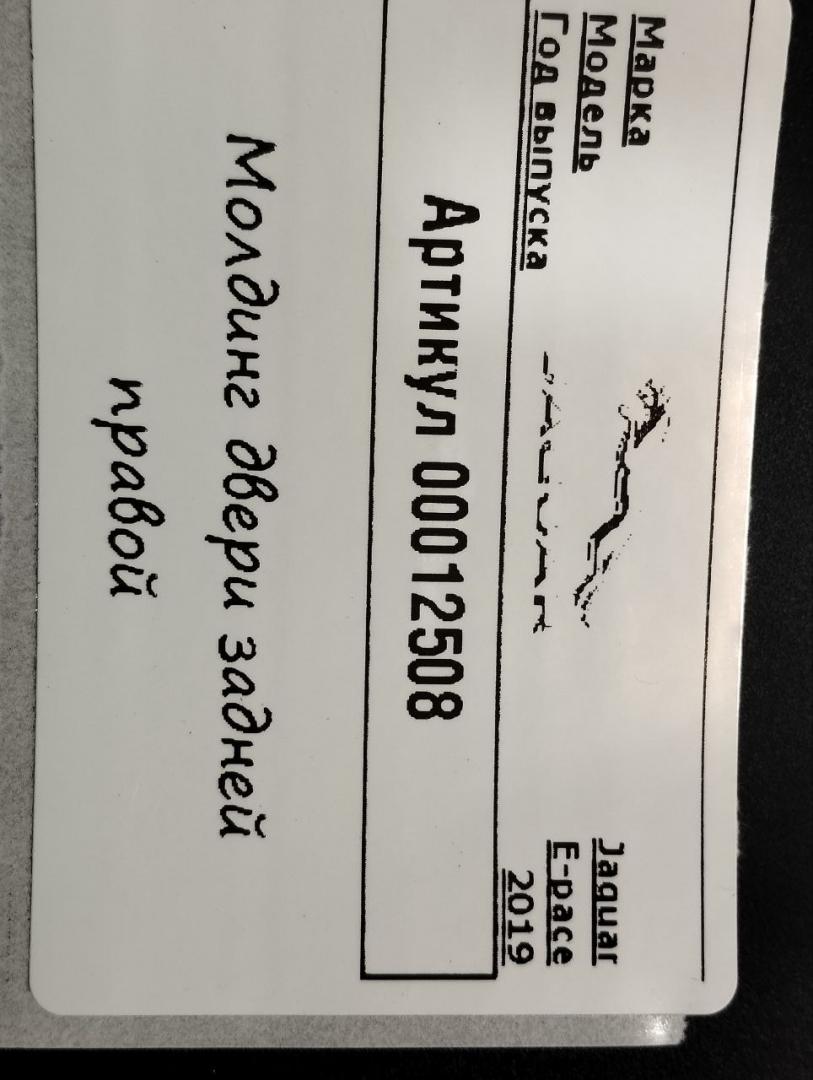 Марка Jaguar
Модель E-pace
Год выпуска 2019
Артикул 00012508
Молдинг двери задней
правой